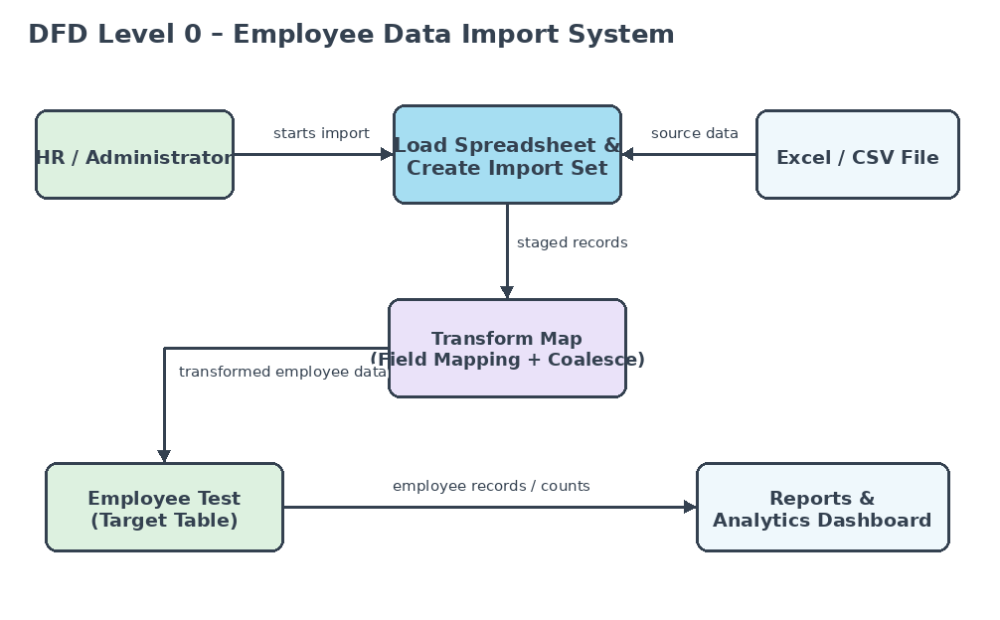 DFD Level 0 – Employee Data Import System
HR / Administrator
starts import
Load Spreadsheet &
Create Import Set
source data
Excel / CSV File
staged records
Transform Map
(Field Mapping + Coalesce)
transformed employee data
Employee Test
(Target Table)
employee records / counts
Reports &
Analytics Dashboard